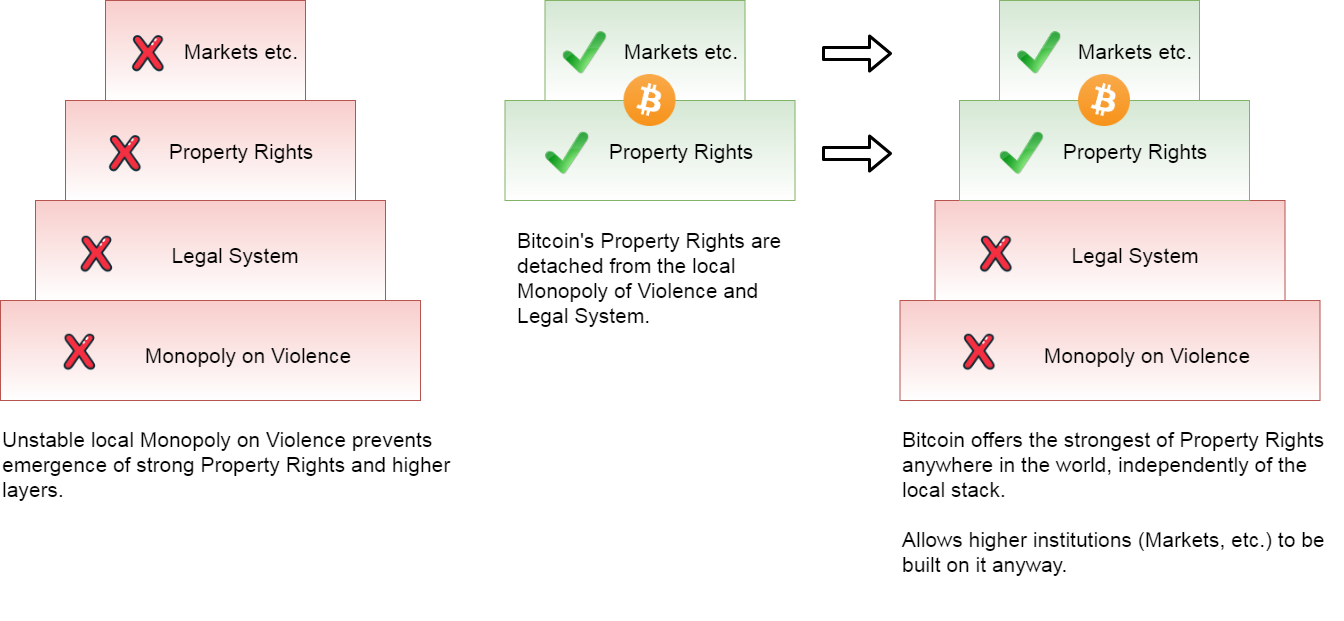 Markets etc.
Property Rights
Legal System
Monopoly on Violence
Unstable local Monopoly on Violence prevents
emergence of strong Property Rights and higher
layers.
Markets etc.
Property Rights
Bitcoin's Property Rights are
detached from the local
Monopoly of Violence and
Legal System.
Markets etc.
Property Rights
Legal System
Monopoly on Violence
Bitcoin offers the strongest of Property Rights
anywhere in the world, independently of the
local stack.
Allows higher institutions (Markets, etc.) to be
built on it anyway.